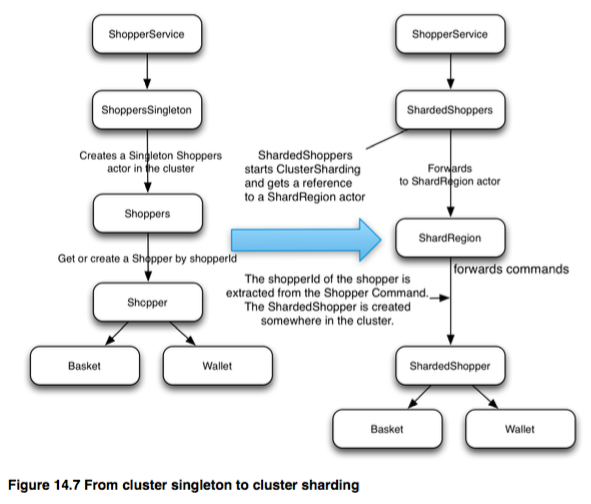 ShopperService
ShoppersSingleton
Creates a Singleton Shoppers
actor in the cluster
Shoppers
Get or create a Shopper by shopperId
Shopper
Basket
Wallet
ShopperService
ShardedShoppers
ShardedShoppers
starts ClusterSharding
and gets a reference
to a ShardRegion actor
Forwards
to ShardRegion actor
ShardRegion
forwards commands
The shopperId of the shopper is
extracted from the Shopper Command.
The ShardedShopper is created
somewhere in the cluster.
ShardedShopper
Basket
Wallet
Figure 14.7 From cluster singleton to cluster sharding